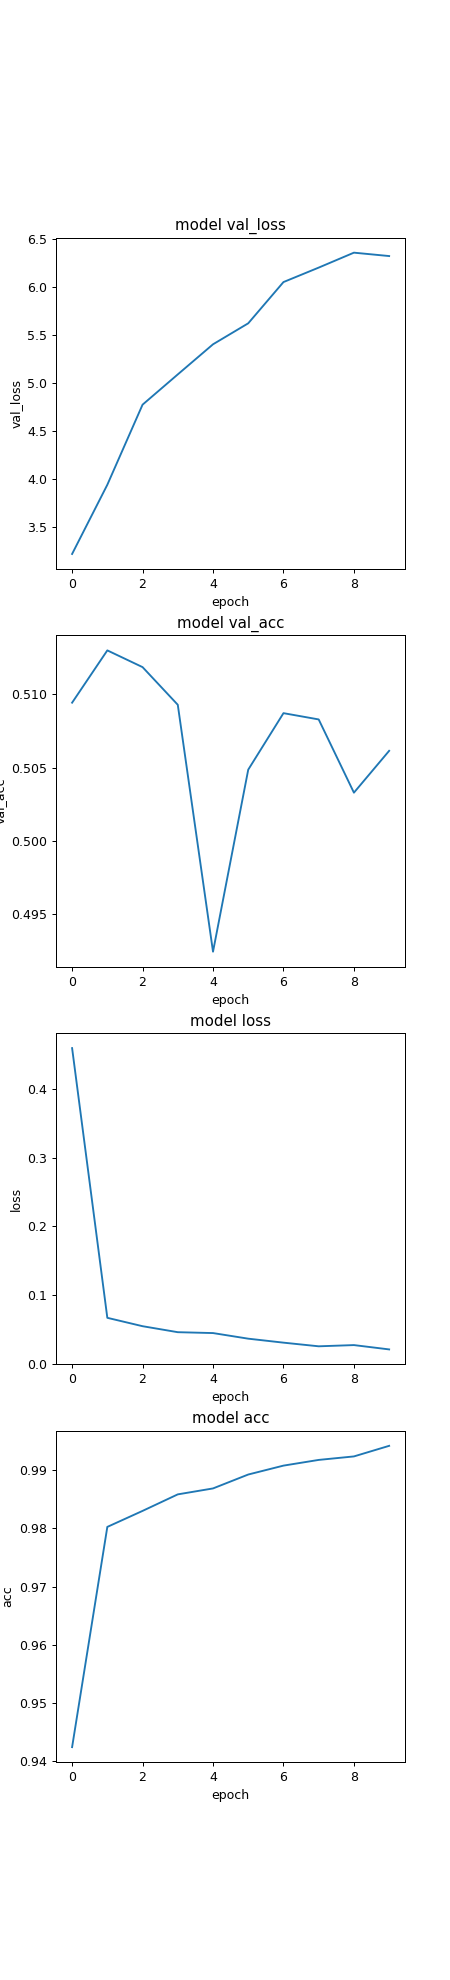 model val_loss
6.5
6.0
5.5
5.0
4.5
4.0
3.5
val_loss
0 2 4 6 8
epoch
model val_acc
0.510
0.505
0.500
0.495
val_acc
0 2 4 6 8
epoch
model loss
0.4
0.3
0.2
0.1
0.0
loss
0 2 4 6 8
epoch
model acc
0.99
0.98
0.97
0.96
0.95
0.94
acc
0 2 4 6 8
epoch